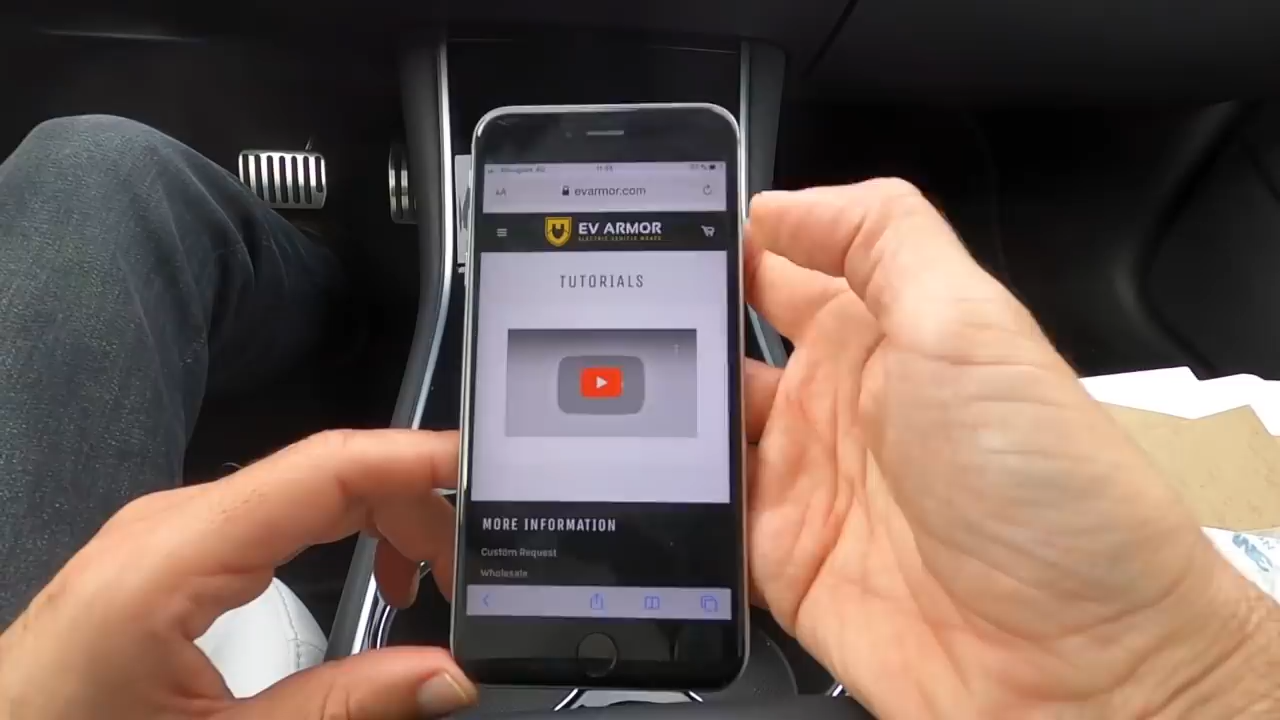 evarmor.com
EV ARMOR
TUTORIALS
MORE INFORMATION
Custom Request
Wholesale